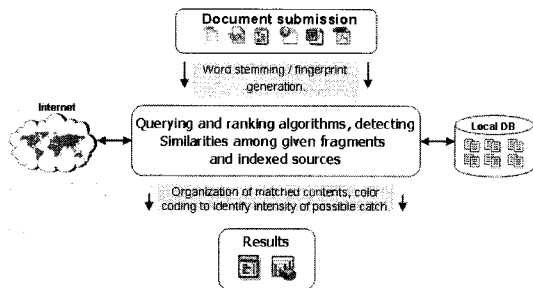 Document submission
Word stemming / fingerprint
generation.
Internet
Querying and ranking algorithms, detecting
Similarities among given fragments
and indexed sources
Local DB
Organization of matched contents, color
coding to identify intensity of possible catch.
Results